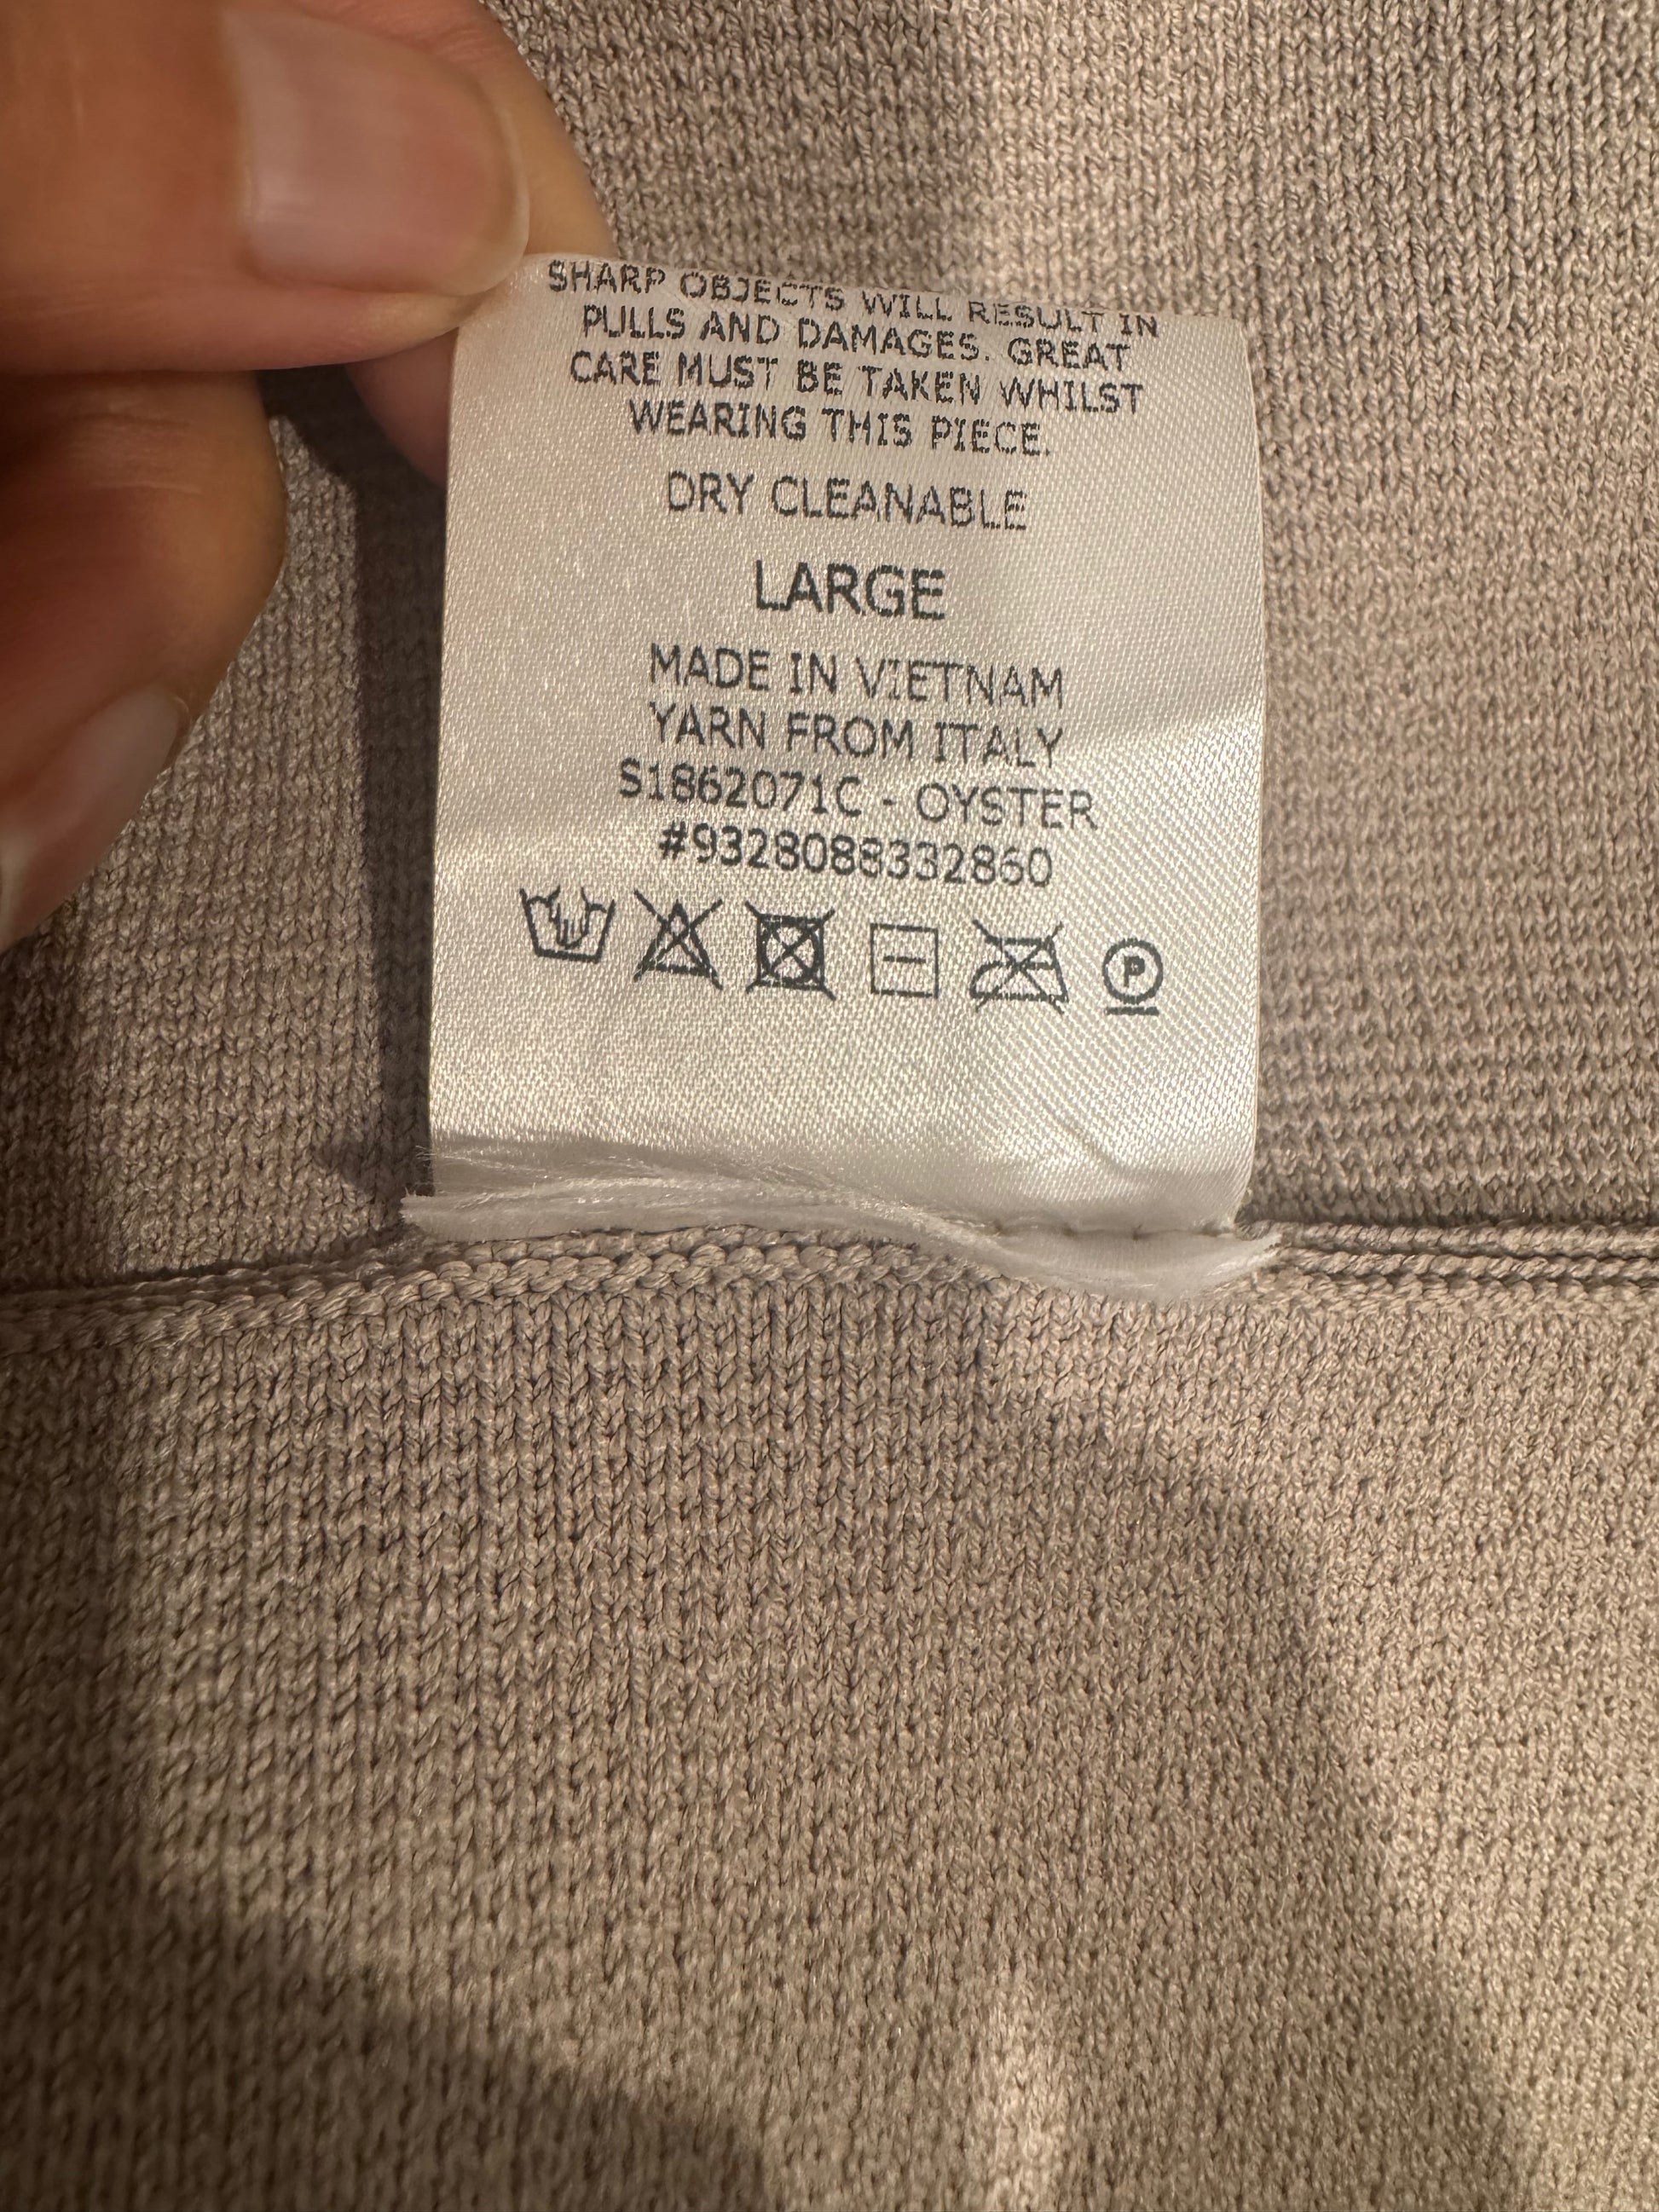 SHARP OBJECTS WILL RESULT IN
PULLS AND DAMAGES. GREAT
CARE MUST BE TAKEN WHILST
WEARING THIS PIECE.
DRY CLEANABLE
LARGE
MADE IN VIETNAM
YARN FROM ITALY
S1862071C - OYSTER
#9328088332860
P